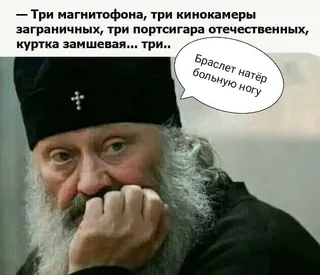 — Три магнитофона, три кинокамеры
заграничных, три портсигара отечественных,
куртка замшевая... три..
Браслет натёр
больную ногу